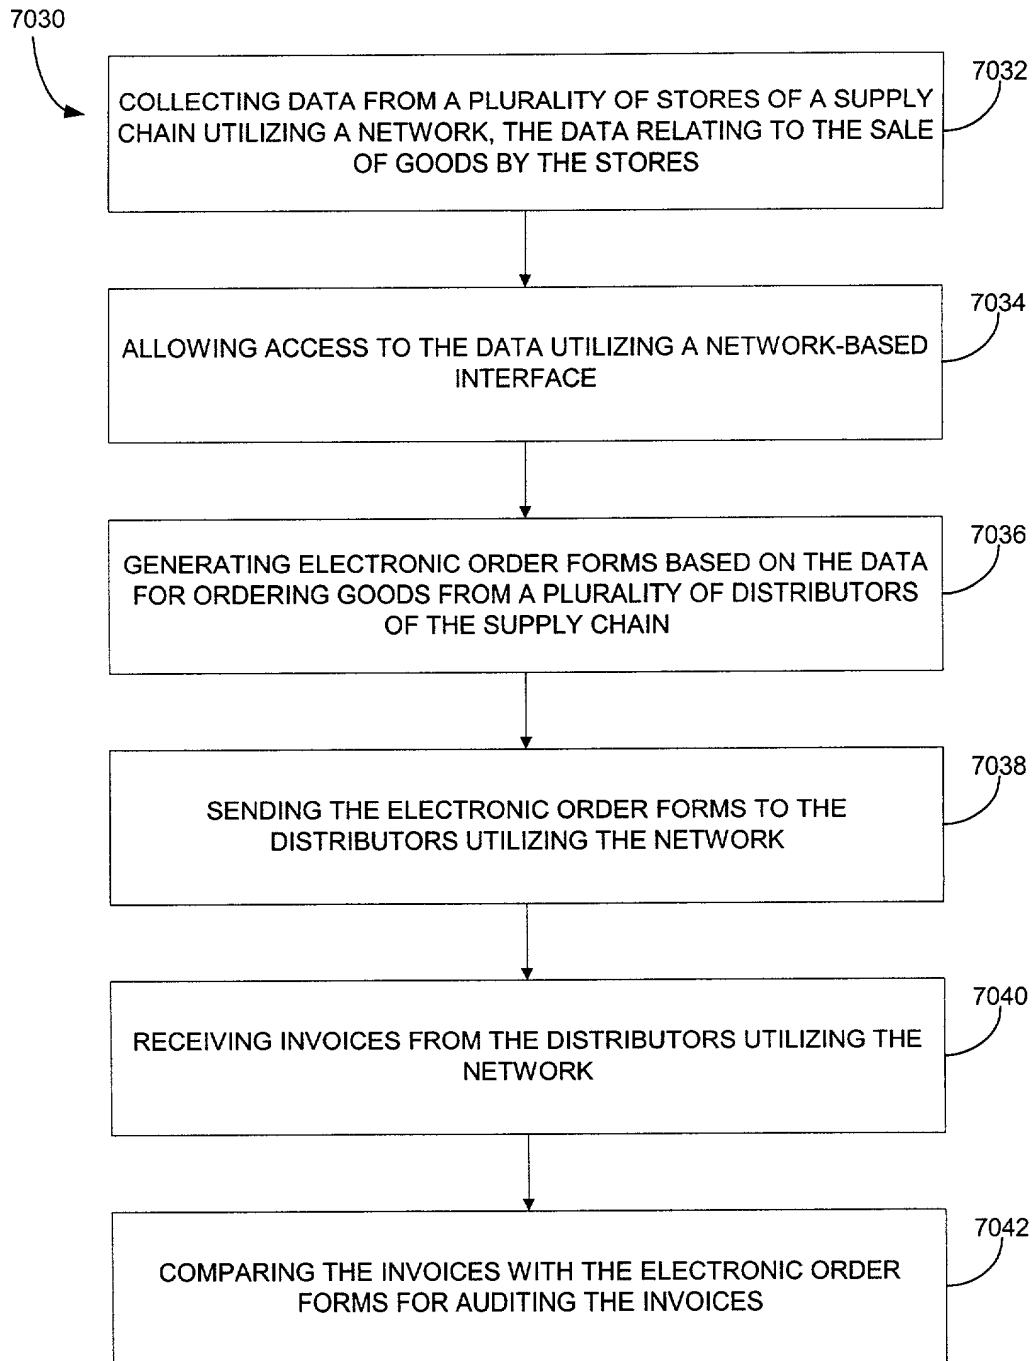 7030
7032
COLLECTING DATA FROM A PLURALITY OF STORES OF A SUPPLY
CHAIN UTILIZING A NETWORK, THE DATA RELATING TO THE SALE
OF GOODS BY THE STORES
7034
ALLOWING ACCESS TO THE DATA UTILIZING A NETWORK-BASED
INTERFACE
7036
GENERATING ELECTRONIC ORDER FORMS BASED ON THE DATA
FOR ORDERING GOODS FROM A PLURALITY OF DISTRIBUTORS
OF THE SUPPLY CHAIN
7038
SENDING THE ELECTRONIC ORDER FORMS TO THE
DISTRIBUTORS UTILIZING THE NETWORK
7040
RECEIVING INVOICES FROM THE DISTRIBUTORS UTILIZING THE
NETWORK
7042
COMPARING THE INVOICES WITH THE ELECTRONIC ORDER
FORMS FOR AUDITING THE INVOICES